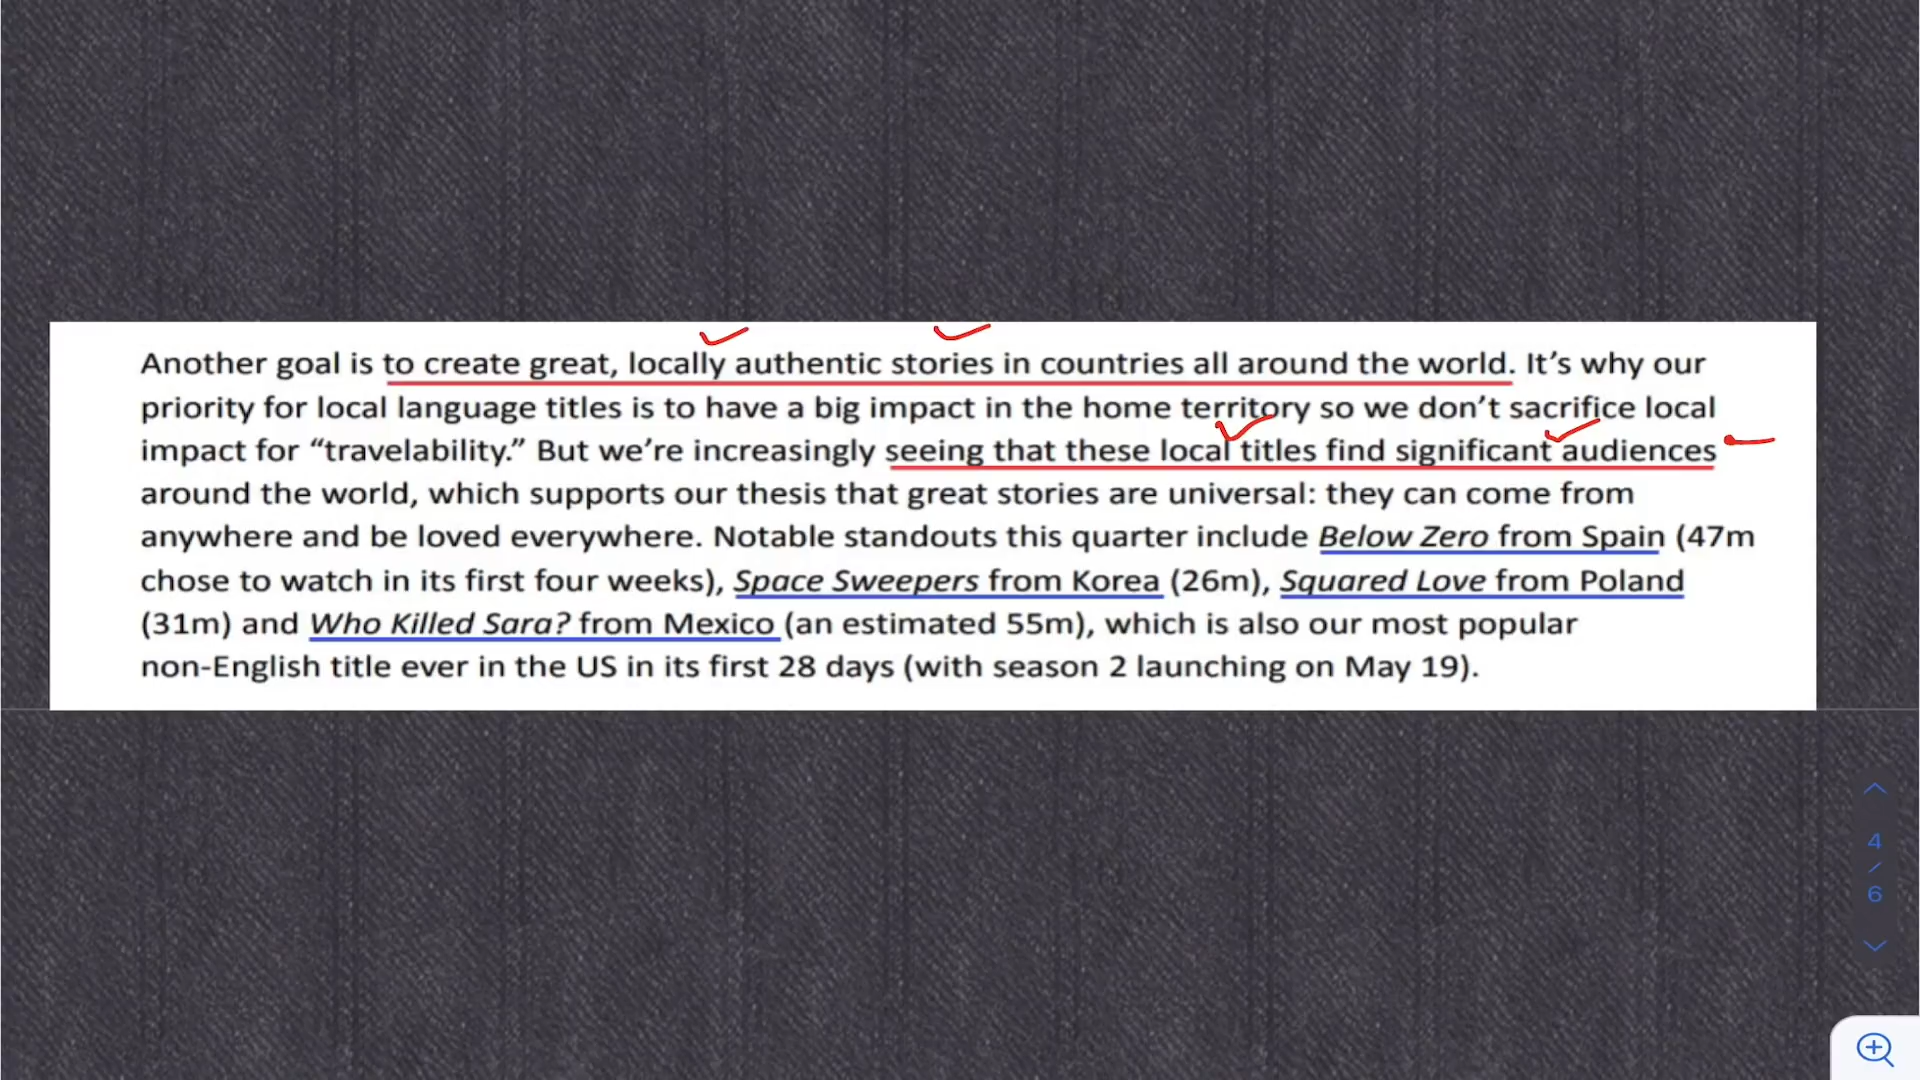 Another goal is to create great, locally authentic stories in countries all around the world. It’s why our
priority for local language titles is to have a big impact in the home territory so we don’t sacrifice local
impact for “travelability.” But we’re increasingly seeing that these local titles find significant audiences
around the world, which supports our thesis that great stories are universal: they can come from
anywhere and be loved everywhere. Notable standouts this quarter include Below Zero from Spain (47m
chose to watch in its first four weeks), Space Sweepers from Korea (26m), Squared Love from Poland
(31m) and Who Killed Sara? from Mexico (an estimated 55m), which is also our most popular
non-English title ever in the US in its first 28 days (with season 2 launching on May 19).
4
/
6